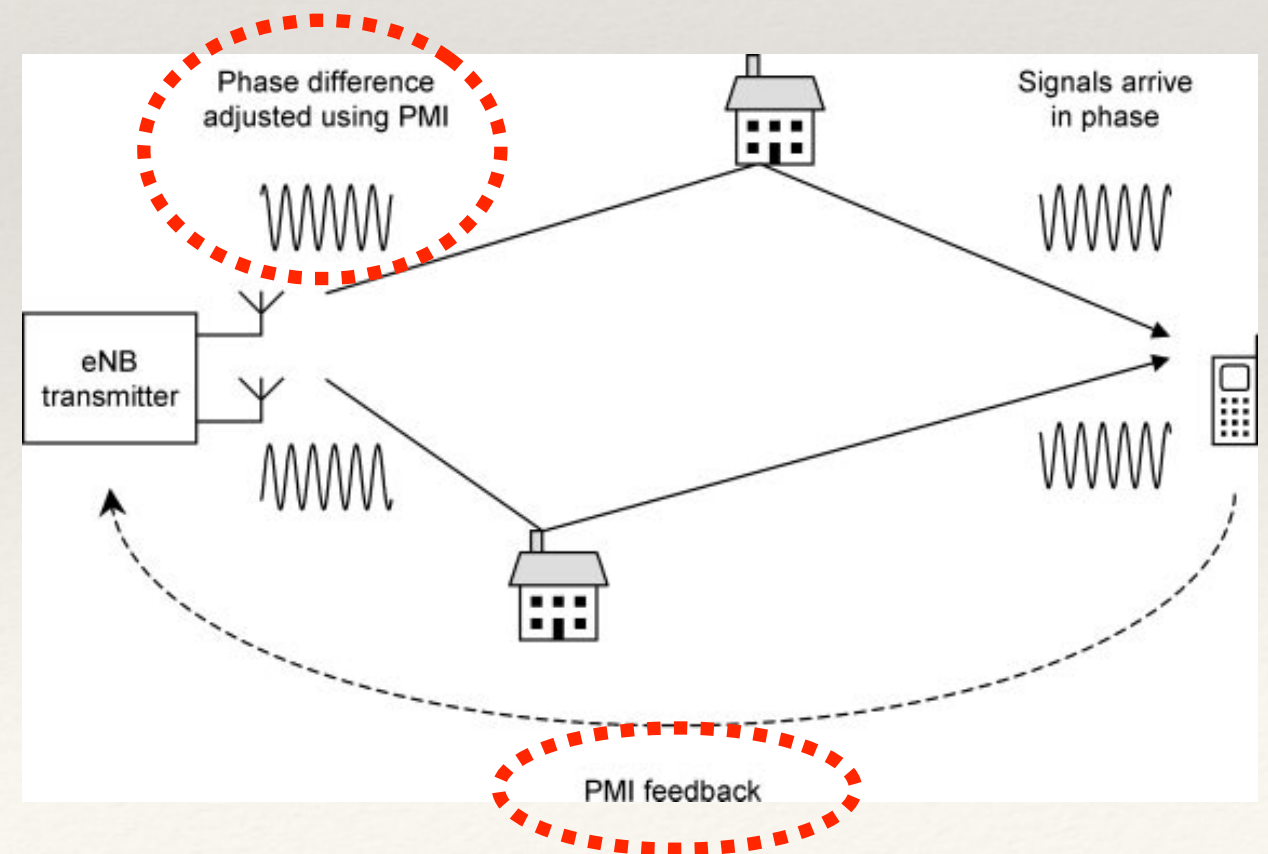 Phase difference
adjusted using PMI
Signals arrive
in phase
eNB
transmitter
PMI feedback